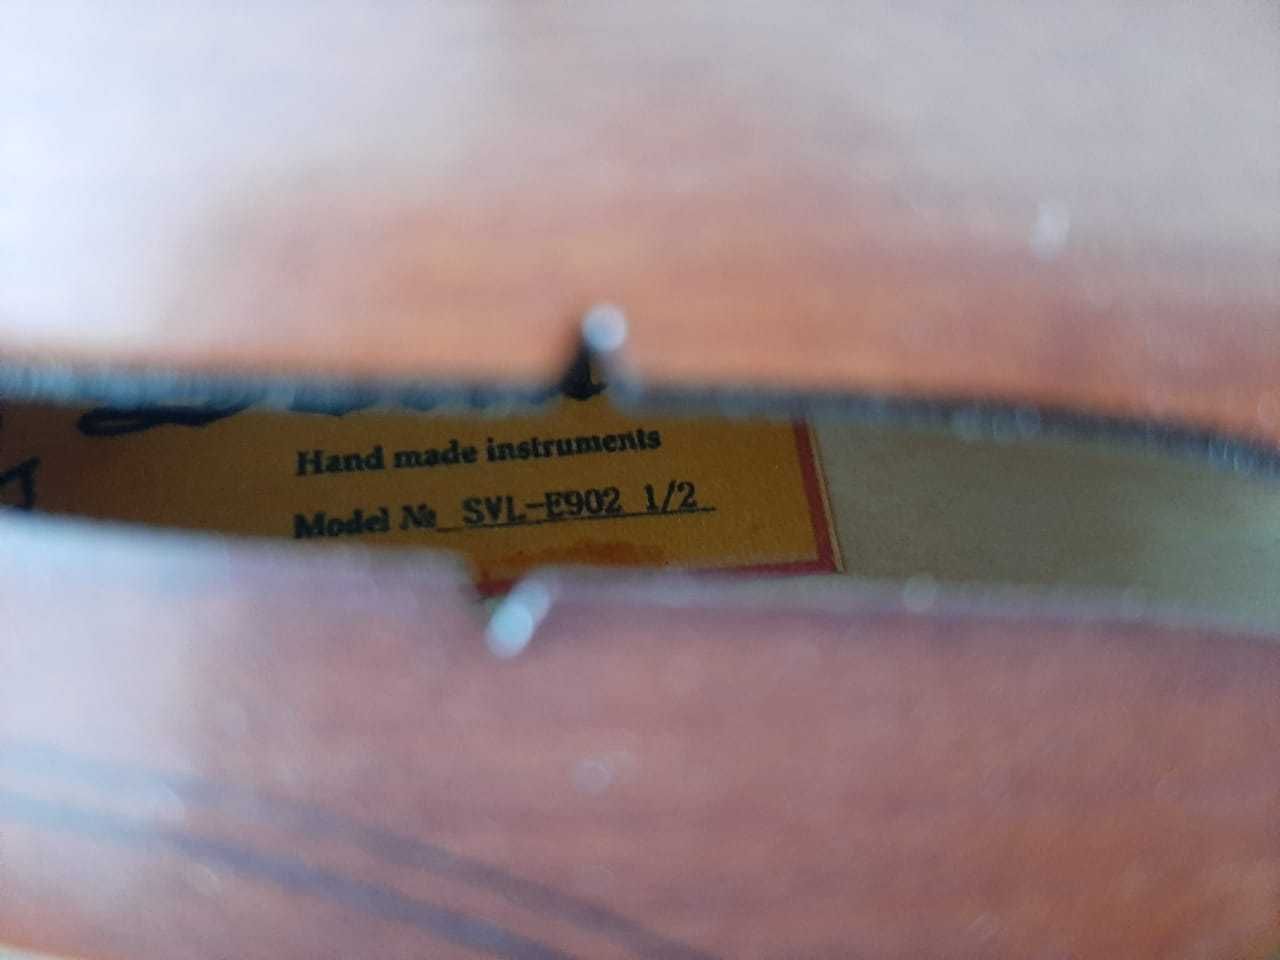 Hand made instruments
Model № SVL-E902 1/2